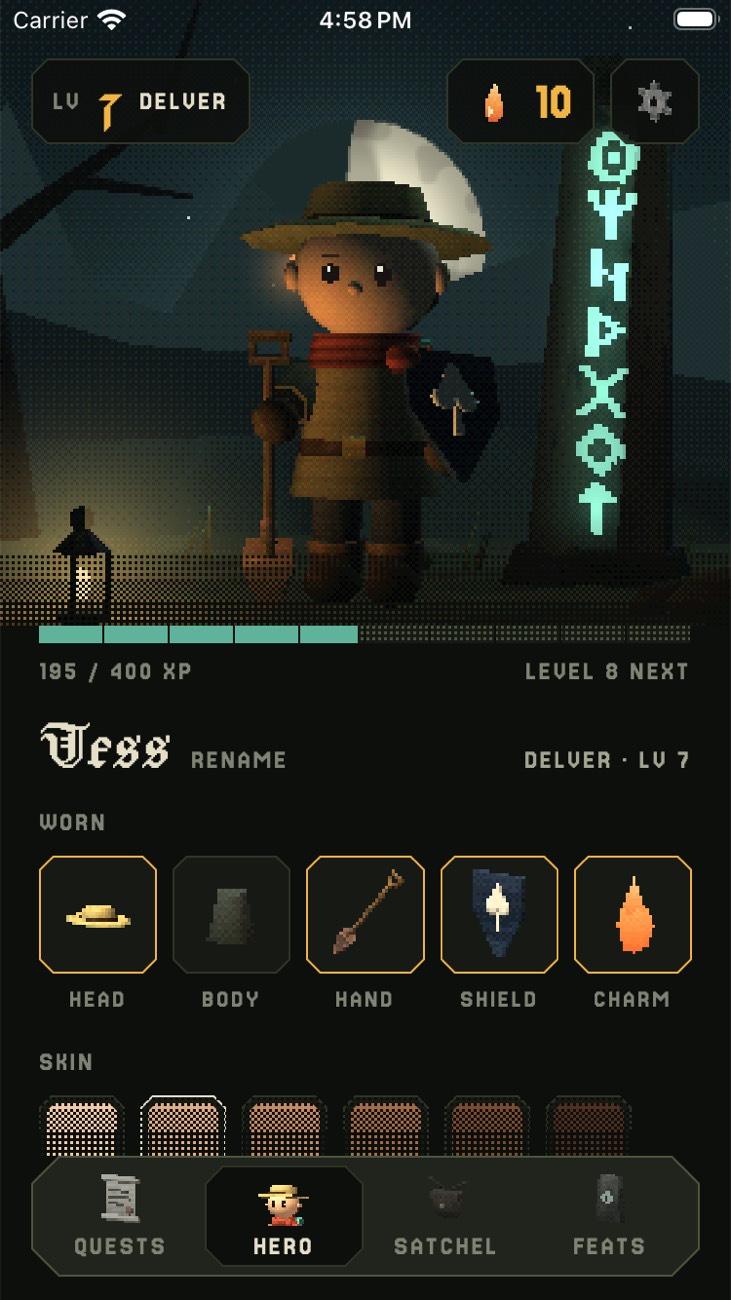 Carrier 4:58 PM
LV 7 DELVER 10
195 / 400 XP LEVEL 8 NEXT
Vess RENAME DELVER · LV 7
WORN
HEAD BODY HAND SHIELD CHARM
SKIN
QUESTS HERO SATCHEL FEATS